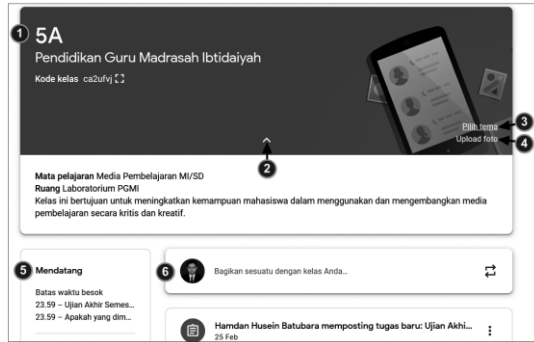 1
5A
Pendidikan Guru Madrasah Ibtidaiyah
Kode kelas ca2ufvj
Pilih tema 3
Upload foto 4
2
Mata pelajaran Media Pembelajaran MI/SD
Ruang Laboratorium PGMI
Kelas ini bertujuan untuk meningkatkan kemampuan mahasiswa dalam menggunakan dan mengembangkan media
pembelajaran secara kritis dan kreatif.
5 Mendatang
Batas waktu besok
23.59 – Ujian Akhir Semes...
23.59 – Apakah yang dim...
6 Bagikan sesuatu dengan kelas Anda...
Hamdan Husein Batubara memposting tugas baru: Ujian Akhi...
25 Feb